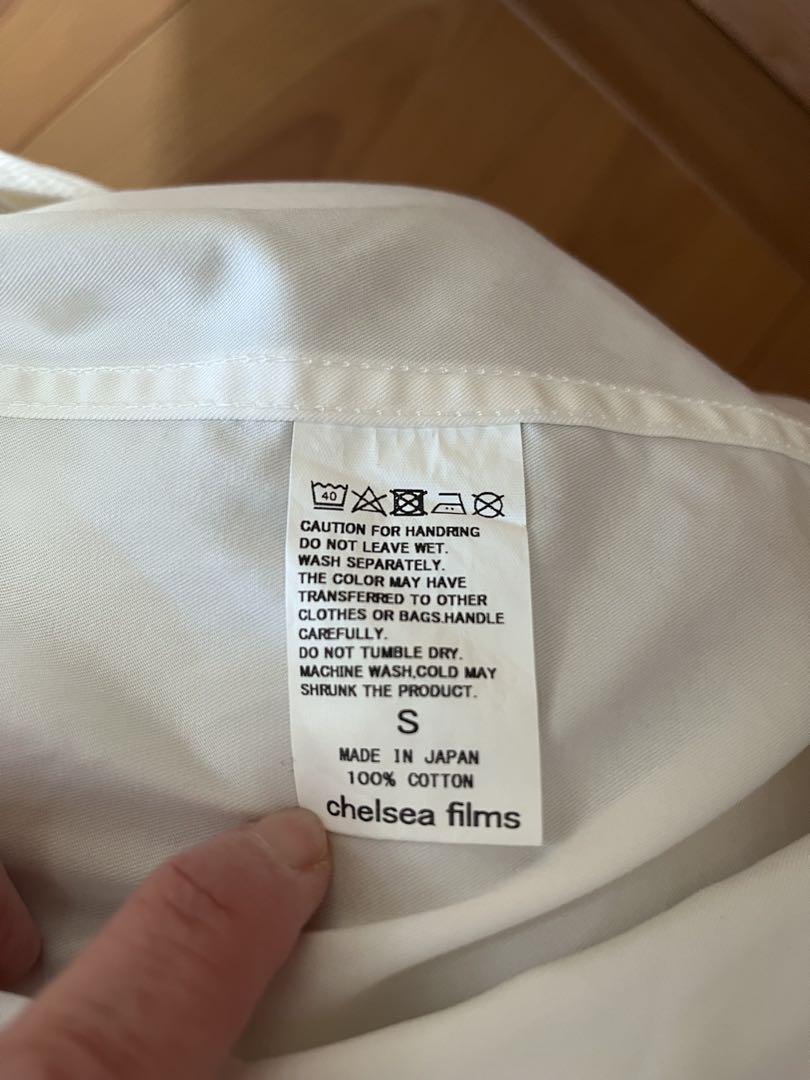 40
CAUTION FOR HANDRING
DO NOT LEAVE WET.
WASH SEPARATELY.
THE COLOR MAY HAVE
TRANSFERRED TO OTHER
CLOTHES OR BAGS.HANDLE
CAREFULLY.
DO NOT TUMBLE DRY.
MACHINE WASH,COLD MAY
SHRUNK THE PRODUCT.
S
MADE IN JAPAN
100% COTTON
chelsea films